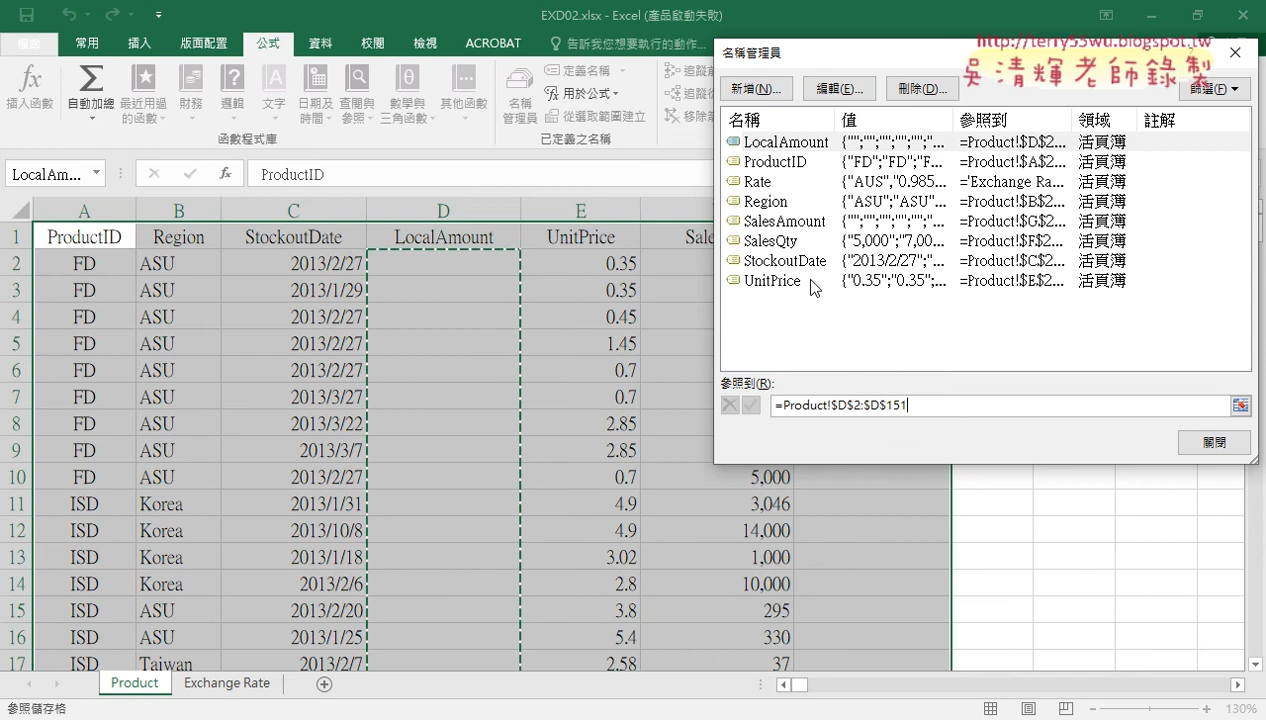 EXD02.xlsx - Excel (產品啟動失敗)
常用 插入 版面配置 公式 資料 校閱 檢視 ACROBAT 告訴我您想要執行的動作...
插入函數 自動加總 最近用過的函數 財務 邏輯 文字 日期及時間 查閱與參照 數學與三角函數 其他函數 名稱管理員 定義名稱 用於公式 從選取範圍建立
函數程式庫 已定義之名稱
http://terry55wu.blogspot.tw
吳清輝老師錄製
名稱管理員
新增(N)... 編輯(E)... 刪除(D)... 篩選(F)
名稱 值 參照到 領域 註解
LocalAmount {"";"";"";"";"";"... =Product!$D$2... 活頁簿
ProductID {"FD";"FD";"F... =Product!$A$2... 活頁簿
Rate {"AUS","0.985... ='Exchange Ra... 活頁簿
Region {"ASU";"ASU"... =Product!$B$2... 活頁簿
SalesAmount {"";"";"";"";"";"... =Product!$G$2... 活頁簿
SalesQty {"5,000";"7,00... =Product!$F$2... 活頁簿
StockoutDate {"2013/2/27";"... =Product!$C$2... 活頁簿
UnitPrice {"0.35";"0.35";... =Product!$E$2... 活頁簿
參照到(R):
=Product!$D$2:$D$151
關閉
LocalAm... fx ProductID
A B C D E
1 ProductID Region StockoutDate LocalAmount UnitPrice Sale
2 FD ASU 2013/2/27 0.35
3 FD ASU 2013/1/29 0.35
4 FD ASU 2013/2/27 0.45
5 FD ASU 2013/2/27 1.45
6 FD ASU 2013/2/27 0.7
7 FD ASU 2013/3/27 0.7
8 FD ASU 2013/3/22 2.85
9 FD ASU 2013/3/7 2.85
10 FD ASU 2013/2/27 0.7 5,000
11 ISD Korea 2013/1/31 4.9 3,046
12 ISD Korea 2013/10/8 4.9 14,000
13 ISD Korea 2013/1/18 3.02 1,000
14 ISD Korea 2013/2/6 2.8 10,000
15 ISD ASU 2013/2/20 3.8 295
16 ISD ASU 2013/1/25 5.4 330
17 ISD Taiwan 2013/2/7 2.58 37
Product Exchange Rate
參照儲存格 130%